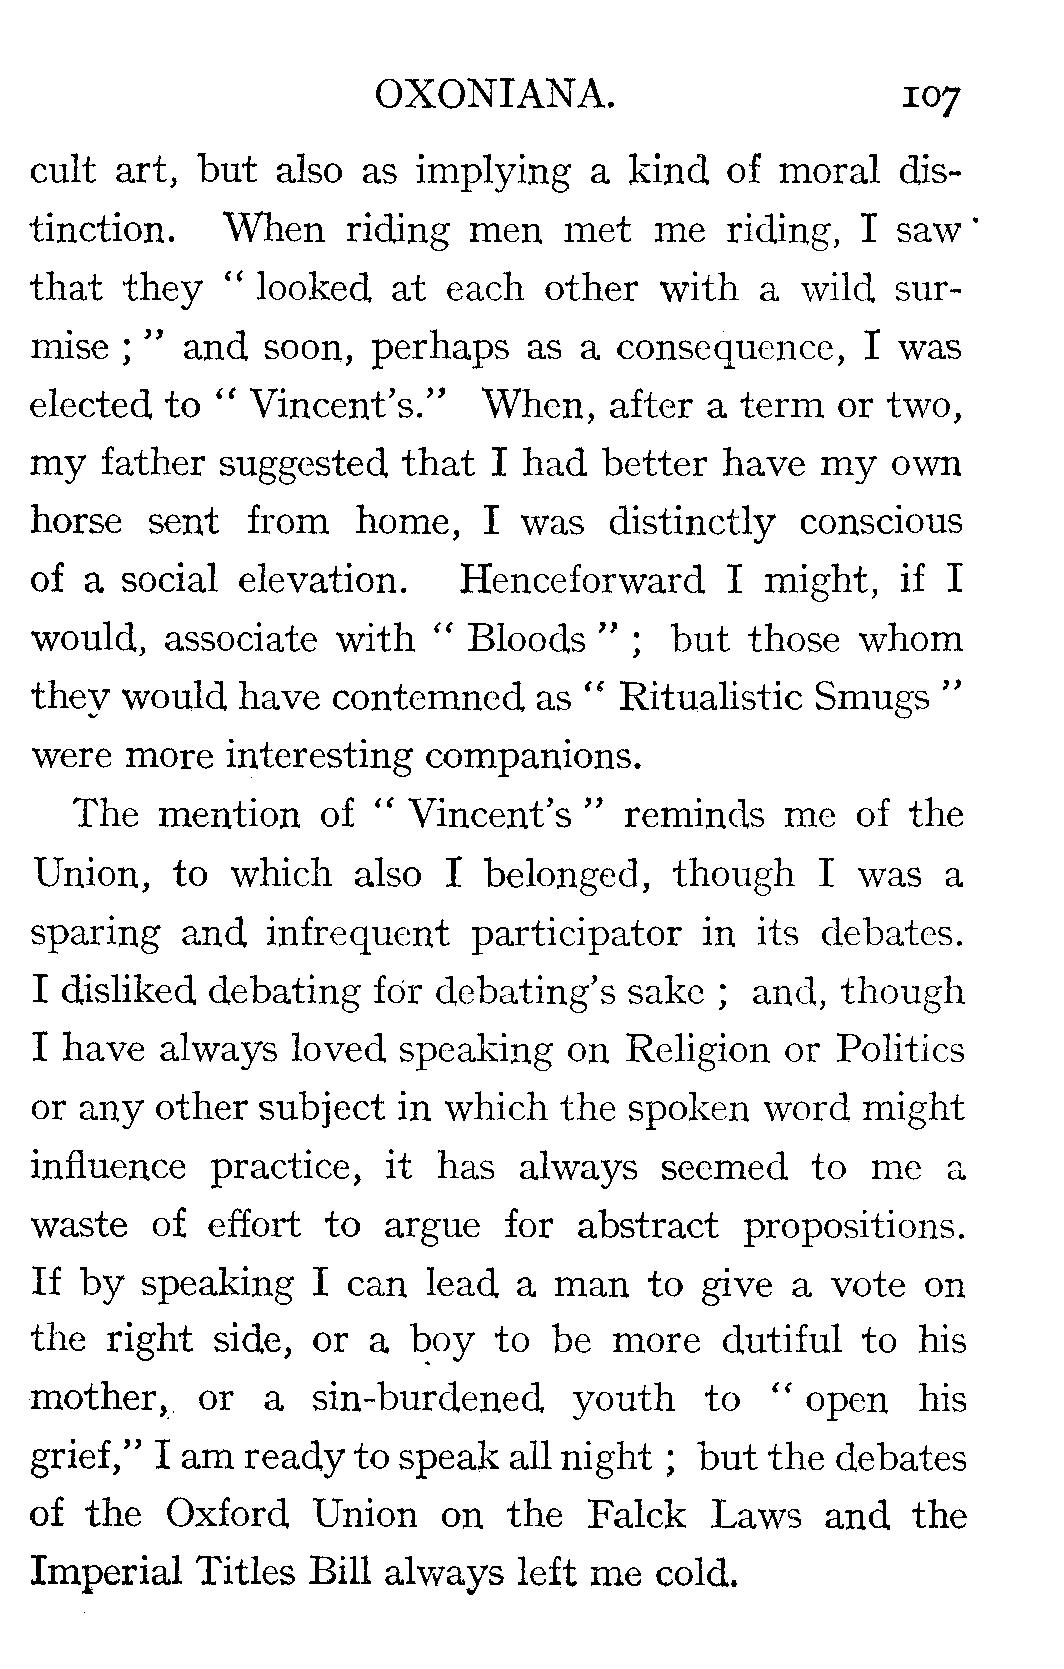 OXONIANA. 107
cult art, but also as implying a kind of moral dis-
tinction. When riding men met me riding, I saw
that they “ looked at each other with a wild sur-
mise ; ” and soon, perhaps as a consequence, I was
elected to “ Vincent's.” When, after a term or two,
my father suggested that I had better have my own
horse sent from home, I was distinctly conscious
of a social elevation. Henceforward I might, if I
would, associate with “ Bloods ” ; but those whom
they would have contemned as “ Ritualistic Smugs ”
were more interesting companions.
The mention of “ Vincent's ” reminds me of the
Union, to which also I belonged, though I was a
sparing and infrequent participator in its debates.
I disliked debating for debating's sake ; and, though
I have always loved speaking on Religion or Politics
or any other subject in which the spoken word might
influence practice, it has always seemed to me a
waste of effort to argue for abstract propositions.
If by speaking I can lead a man to give a vote on
the right side, or a boy to be more dutiful to his
mother, or a sin-burdened youth to “ open his
grief,” I am ready to speak all night ; but the debates
of the Oxford Union on the Falck Laws and the
Imperial Titles Bill always left me cold.